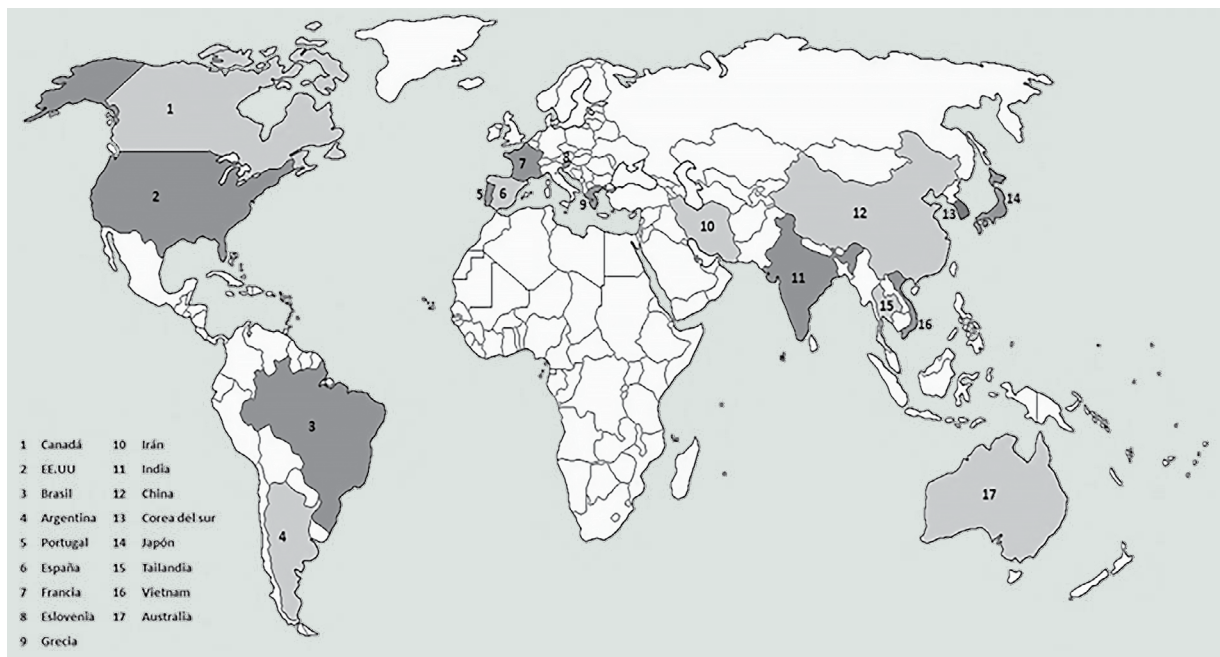 1
2
3
4
5
6
7
8
9
10
11
12
13
14
15
16
17
1 Canadá
2 EE.UU
3 Brasil
4 Argentina
5 Portugal
6 España
7 Francia
8 Eslovenia
9 Grecia
10 Irán
11 India
12 China
13 Corea del sur
14 Japón
15 Tailandia
16 Vietnam
17 Australia